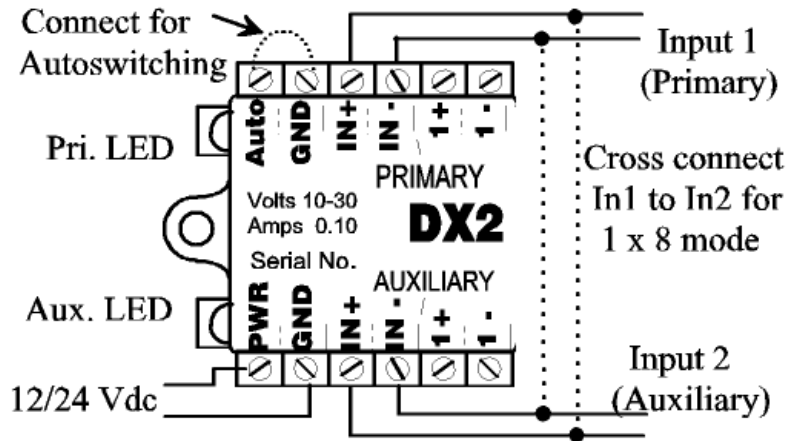 Connect for
Autoswitching
Input 1
(Primary)
Auto GND IN+ IN - 1+ 1 -
Pri. LED
PRIMARY
Volts 10-30
Amps 0.10
DX2
Serial No.
Cross connect
In1 to In2 for
1 x 8 mode
AUXILIARY
Aux. LED
PWR GND IN+ IN - 1+ 1 -
12/24 Vdc
Input 2
(Auxiliary)